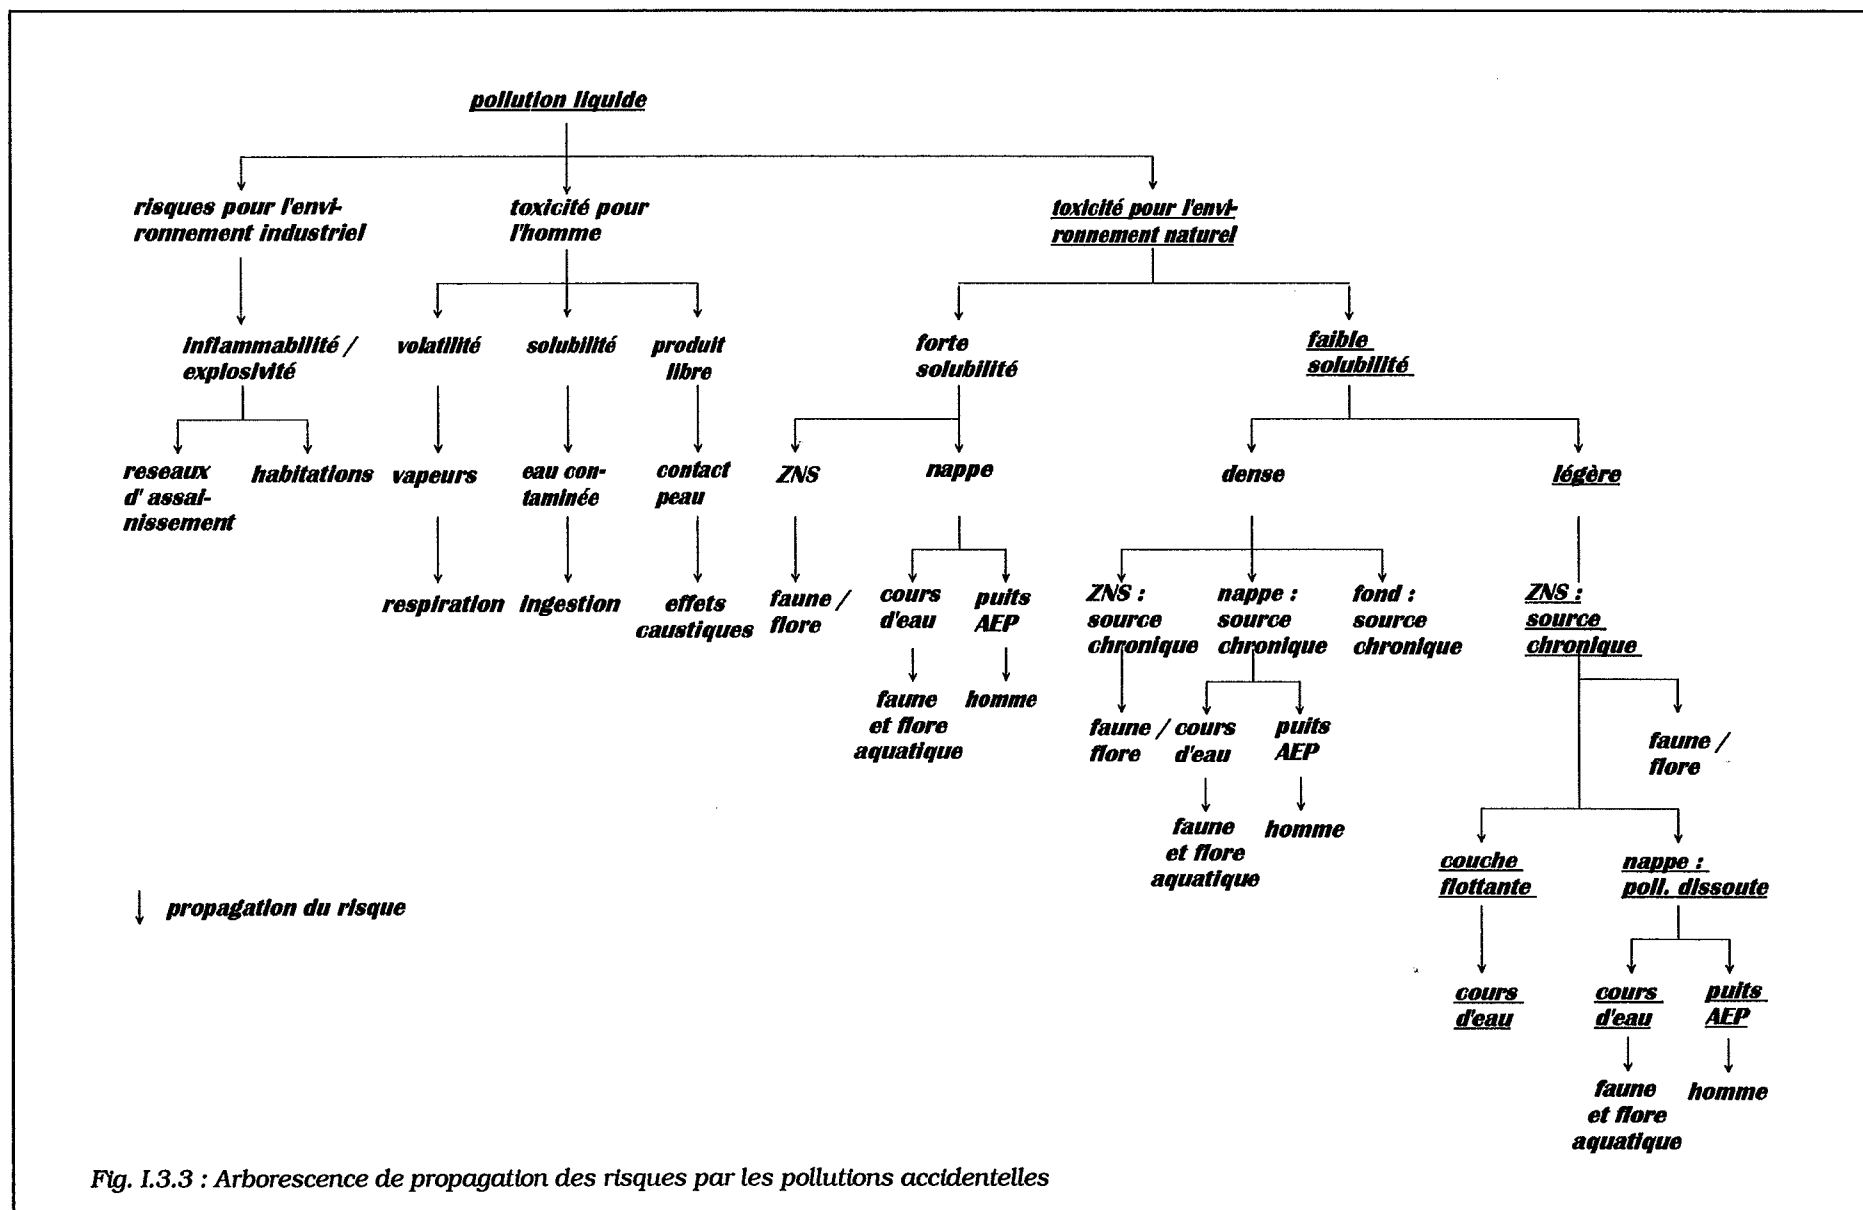 pollution liquide
risques pour l'envi-
ronnement industriel
toxicité pour
l'homme
toxicité pour l'envi-
ronnement naturel
inflammabilité /
explosivité
volatilité
solubilité
produit
libre
forte
solubilité
faible
solubilité
reseaux
d' assai-
nissement
habitations
vapeurs
eau con-
taminée
contact
peau
ZNS
nappe
dense
légère
respiration
ingestion
effets
caustiques
faune /
flore
cours
d'eau
puits
AEP
ZNS :
source
chronique
nappe :
source
chronique
fond :
source
chronique
ZNS :
source
chronique
faune
et flore
aquatique
homme
faune /
flore
cours
d'eau
puits
AEP
faune /
flore
faune
et flore
aquatique
homme
couche
flottante
nappe :
poll. dissoute
propagation du risque
cours
d'eau
cours
d'eau
puits
AEP
faune
et flore
aquatique
homme
Fig. I.3.3 : Arborescence de propagation des risques par les pollutions accidentelles